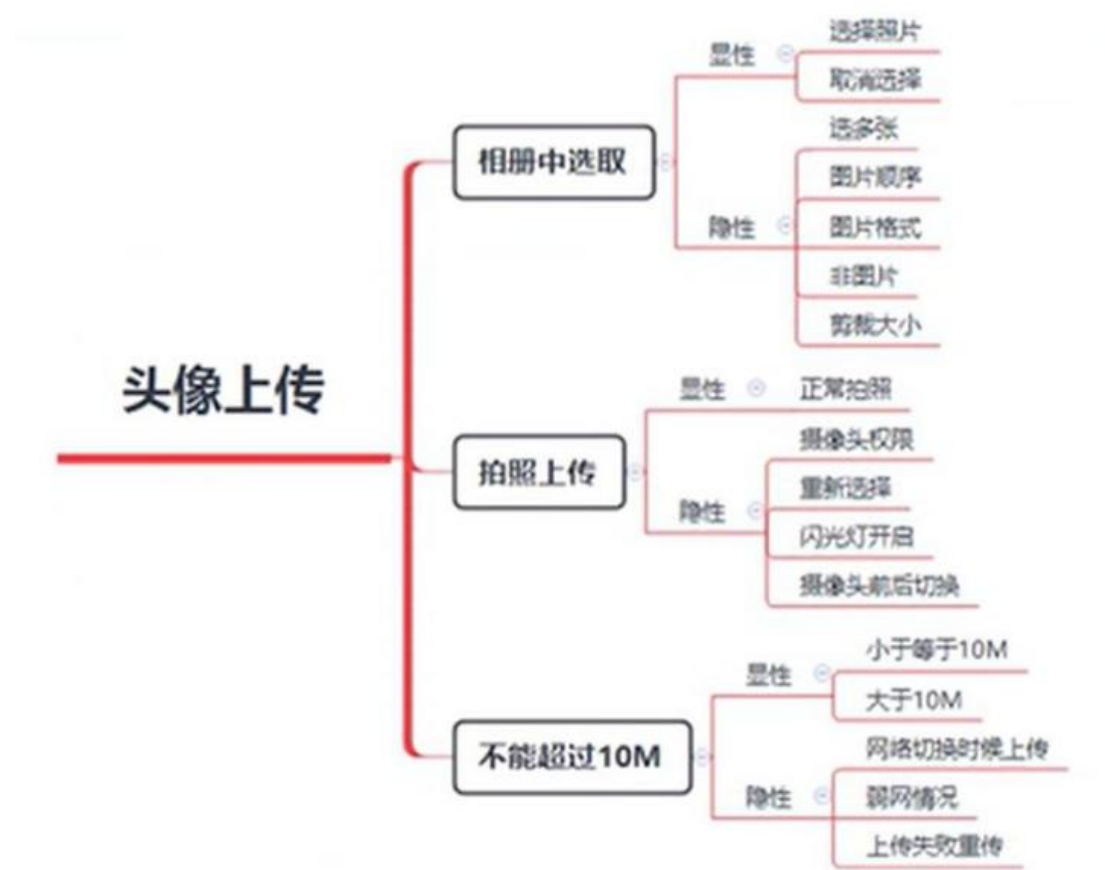 头像上传
相册中选取
显性
选择照片
取消选择
隐性
选多张
图片顺序
图片格式
非图片
剪裁大小
拍照上传
显性
正常拍照
隐性
摄像头权限
重新选择
闪光灯开启
摄像头前后切换
不能超过10M
显性
小于等于10M
大于10M
隐性
网络切换时候上传
弱网情况
上传失败重传